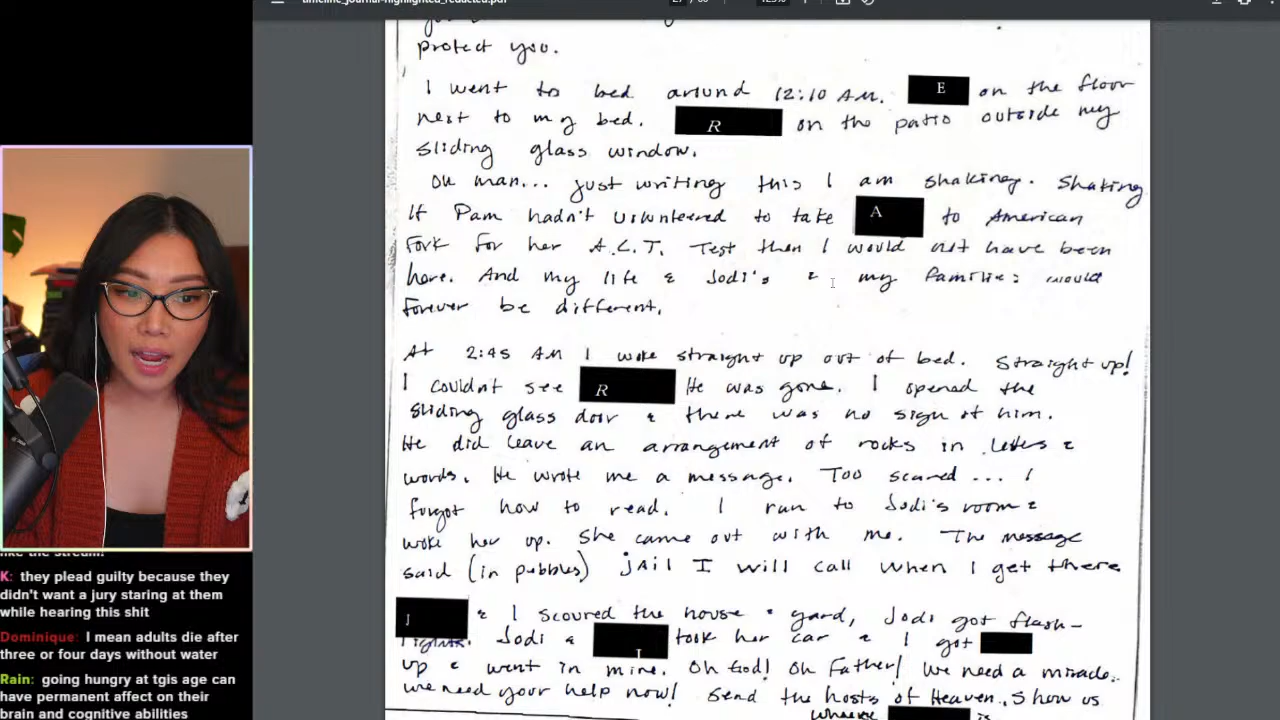 timeline_journal-highlighted_redacted.pdf
protect you.
I went to bed around 12:10 AM. E on the floor
next to my bed. R on the patio outside my
sliding glass window.
Oh man... just writing this I am shaking. Shaking
If Pam hadn't volunteered to take A to American
Fork for her A.C.T. Test then I would not have been
here. And my life & Jodi's & my families would
forever be different.
At 2:45 AM I woke straight up out of bed. Straight up!
I couldnt see R He was gone. I opened the
sliding glass door & there was no sign of him.
He did leave an arrangement of rocks in letters &
words. He wrote me a message. Too scared... I
forgot how to read. I ran to Jodi's room &
woke her up. She came out with me. The message
said (in pebbles) jail I will call when I get there
J & I scoured the house & yard, Jodi got flash-
lights. Jodi & took her car & I got
up & went in mine. Oh God! Oh Father! We need a miracle.
We need your help now! Send the hosts of Heaven. Show us
where is
like the stream!
K: they plead guilty because they
didn't want a jury staring at them
while hearing this shit
Dominique: I mean adults die after
three or four days without water
Rain: going hungry at tgis age can
have permanent affect on their
brain and cognitive abilities